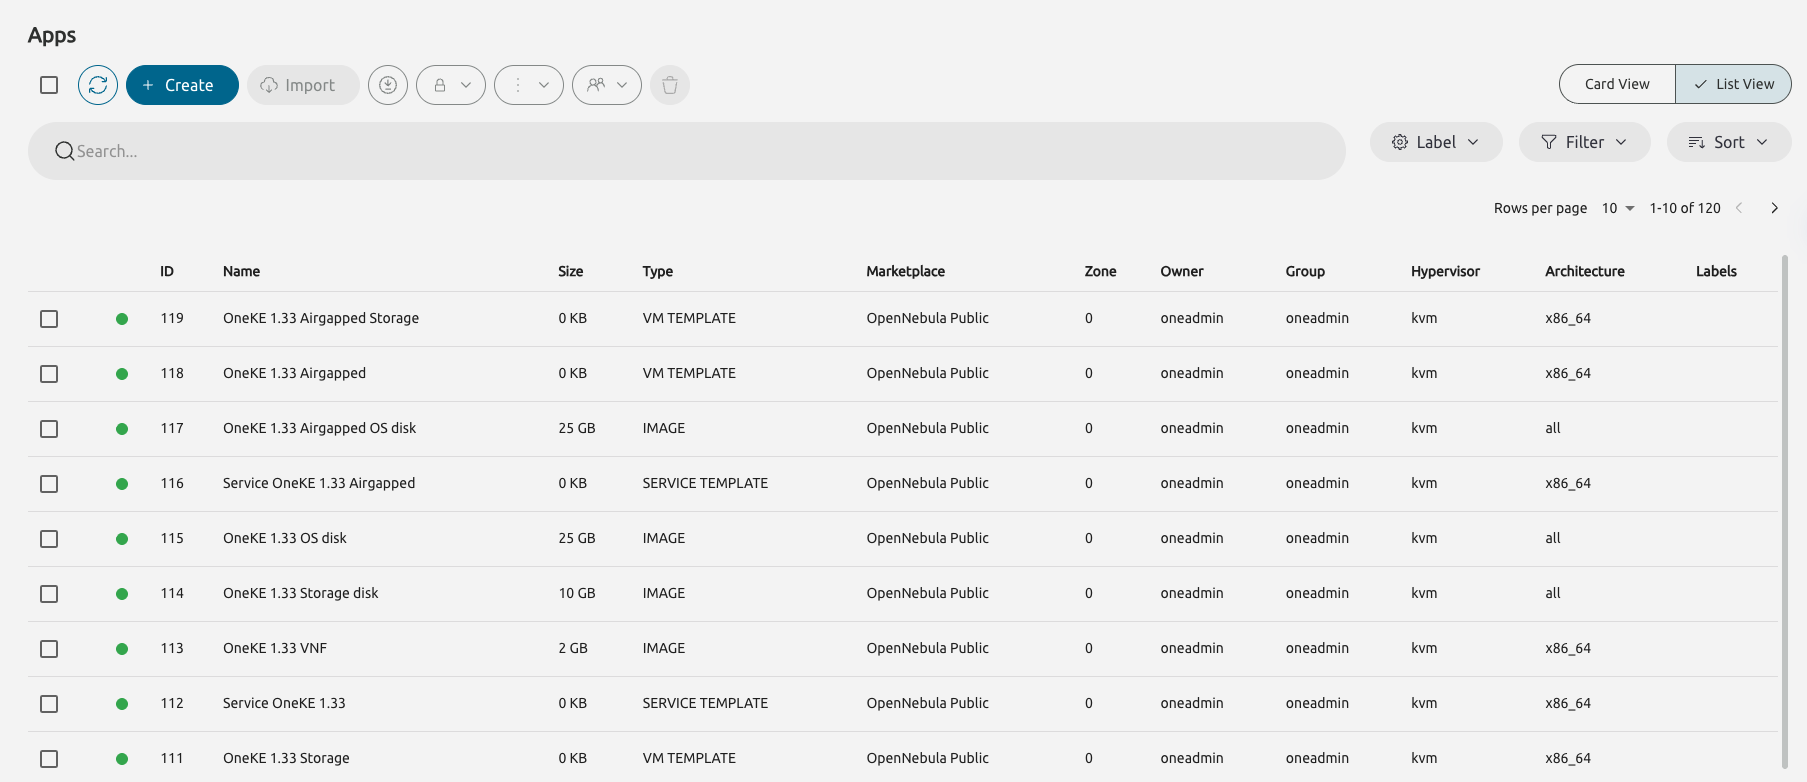 Apps
Create Import Card View List View
Search... Label Filter Sort
Rows per page 10 1-10 of 120
ID Name Size Type Marketplace Zone Owner Group Hypervisor Architecture Labels
119 OneKE 1.33 Airgapped Storage 0 KB VM TEMPLATE OpenNebula Public 0 oneadmin oneadmin kvm x86_64
118 OneKE 1.33 Airgapped 0 KB VM TEMPLATE OpenNebula Public 0 oneadmin oneadmin kvm x86_64
117 OneKE 1.33 Airgapped OS disk 25 GB IMAGE OpenNebula Public 0 oneadmin oneadmin kvm all
116 Service OneKE 1.33 Airgapped 0 KB SERVICE TEMPLATE OpenNebula Public 0 oneadmin oneadmin kvm x86_64
115 OneKE 1.33 OS disk 25 GB IMAGE OpenNebula Public 0 oneadmin oneadmin kvm all
114 OneKE 1.33 Storage disk 10 GB IMAGE OpenNebula Public 0 oneadmin oneadmin kvm all
113 OneKE 1.33 VNF 2 GB IMAGE OpenNebula Public 0 oneadmin oneadmin kvm x86_64
112 Service OneKE 1.33 0 KB SERVICE TEMPLATE OpenNebula Public 0 oneadmin oneadmin kvm x86_64
111 OneKE 1.33 Storage 0 KB VM TEMPLATE OpenNebula Public 0 oneadmin oneadmin kvm x86_64